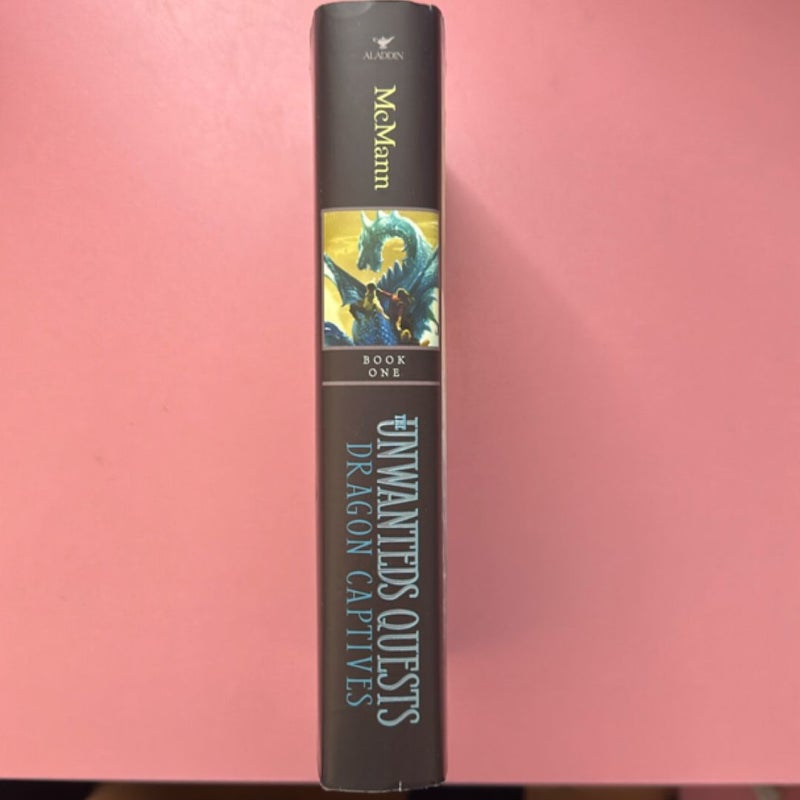 ALADDIN
McMann
BOOK
ONE
THE UNWANTEDS QUESTS
DRAGON CAPTIVES